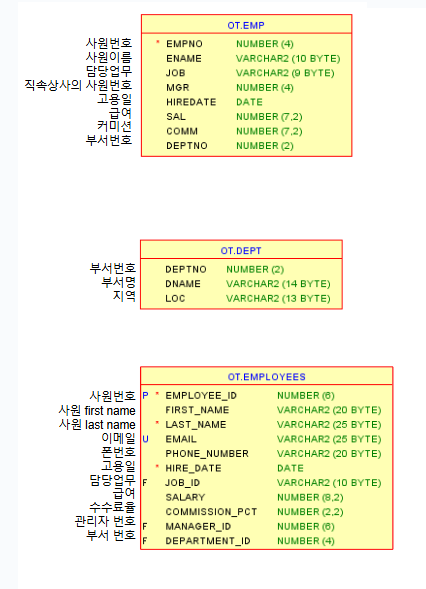 OT.EMP
사원번호 * EMPNO NUMBER (4)
사원이름 ENAME VARCHAR2 (10 BYTE)
담당업무 JOB VARCHAR2 (9 BYTE)
직속상사의 사원번호 MGR NUMBER (4)
고용일 HIREDATE DATE
급여 SAL NUMBER (7,2)
커미션 COMM NUMBER (7,2)
부서번호 DEPTNO NUMBER (2)
OT.DEPT
부서번호 DEPTNO NUMBER (2)
부서명 DNAME VARCHAR2 (14 BYTE)
지역 LOC VARCHAR2 (13 BYTE)
OT.EMPLOYEES
사원번호 P * EMPLOYEE_ID NUMBER (6)
사원 first name FIRST_NAME VARCHAR2 (20 BYTE)
사원 last name * LAST_NAME VARCHAR2 (25 BYTE)
이메일 U EMAIL VARCHAR2 (25 BYTE)
폰번호 PHONE_NUMBER VARCHAR2 (20 BYTE)
고용일 * HIRE_DATE DATE
담당업무 F JOB_ID VARCHAR2 (10 BYTE)
급여 SALARY NUMBER (8,2)
수수료율 COMMISSION_PCT NUMBER (2,2)
관리자 번호 F MANAGER_ID NUMBER (6)
부서 번호 F DEPARTMENT_ID NUMBER (4)